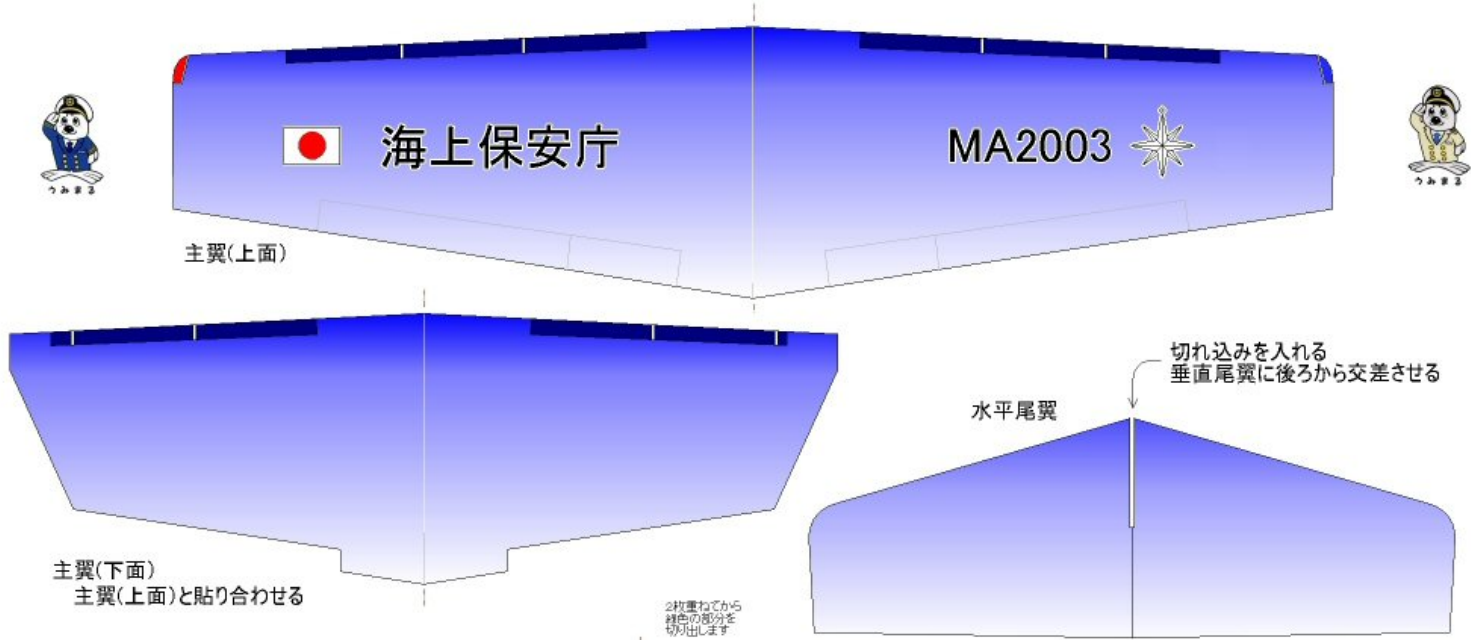 海上保安庁
MA2003
うみまる
うみまる
主翼(上面)
切れ込みを入れる
垂直尾翼に後ろから交差させる
水平尾翼
主翼(下面)
主翼(上面)と貼り合わせる
2枚重ねてから
緑色の部分を
切り出します